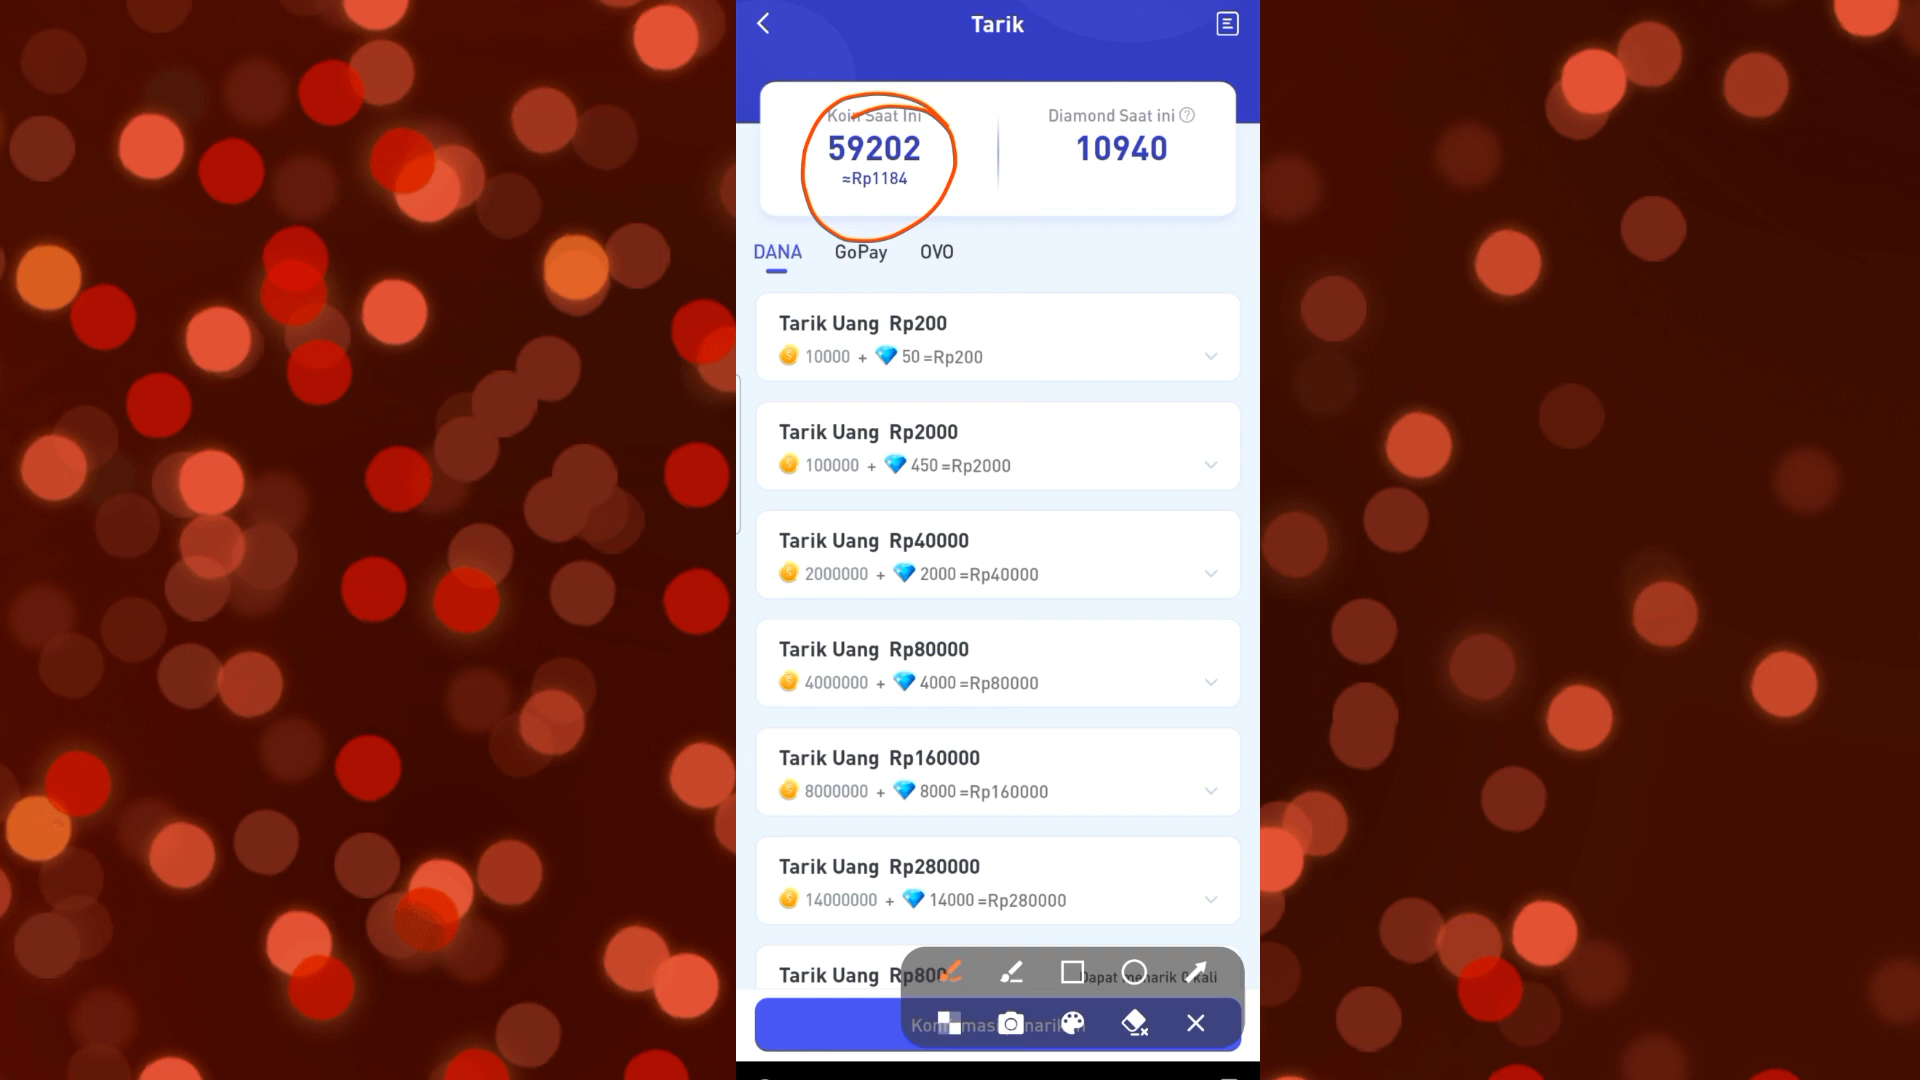 Tarik
Koin Saat Ini
59202
≈Rp1184
Diamond Saat ini
10940
DANA GoPay OVO
Tarik Uang Rp200
10000 + 50 =Rp200
Tarik Uang Rp2000
100000 + 450 =Rp2000
Tarik Uang Rp40000
2000000 + 2000 =Rp40000
Tarik Uang Rp80000
4000000 + 4000 =Rp80000
Tarik Uang Rp160000
8000000 + 8000 =Rp160000
Tarik Uang Rp280000
14000000 + 14000 =Rp280000
Tarik Uang